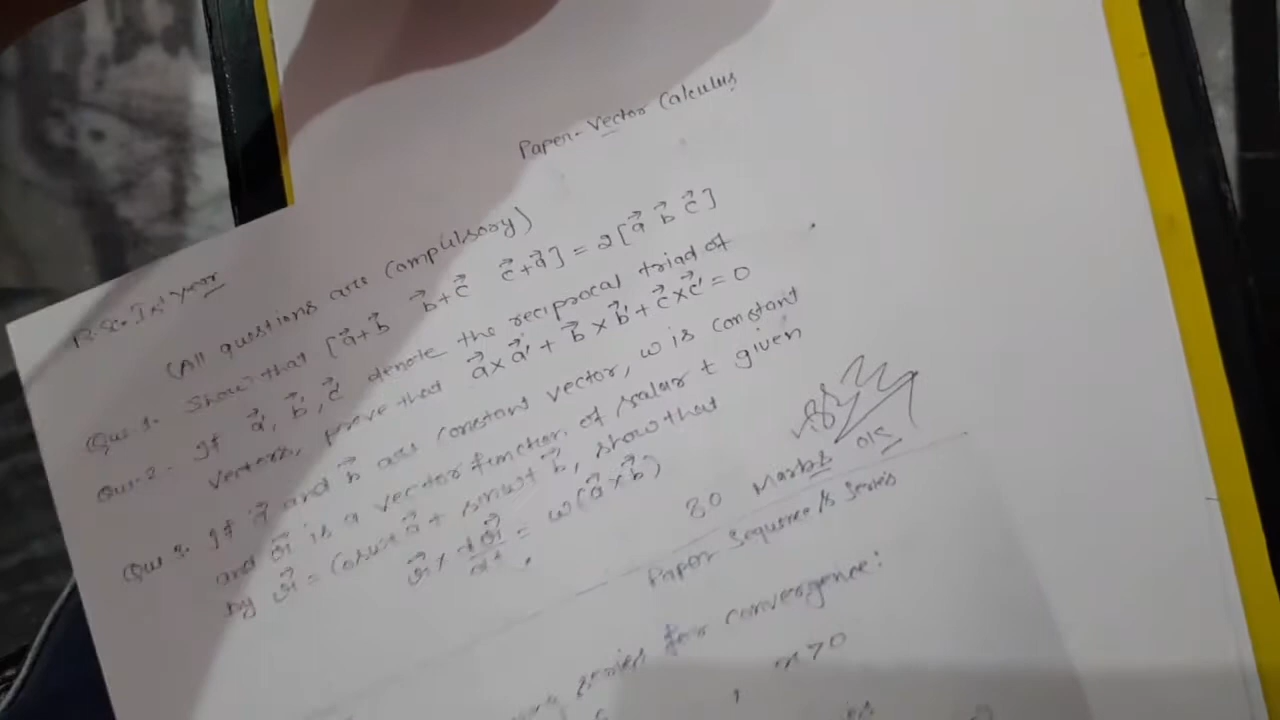 Paper- Vector Calculus
B.Sc. Ist year
(All questions are Compulsory)
Que 1. Show that [a⃗+b⃗ b⃗+c⃗ c⃗+a⃗] = 2[a⃗ b⃗ c⃗]
Que 2. If a⃗', b⃗', c⃗' denote the reciprocal triad of
vectors, prove that a⃗×a⃗' + b⃗×b⃗' + c⃗×c⃗' = 0
Que 3. If a⃗ and b⃗ are constant vector, ω is constant
and r⃗ is a vector function of scalar t given
by r⃗ = Cosωt a⃗ + sinωt b⃗, show that
r⃗ × dr⃗/dt = ω(a⃗×b⃗)
30 Marks
Paper Sequence & Series
series for convergence:
, x>0